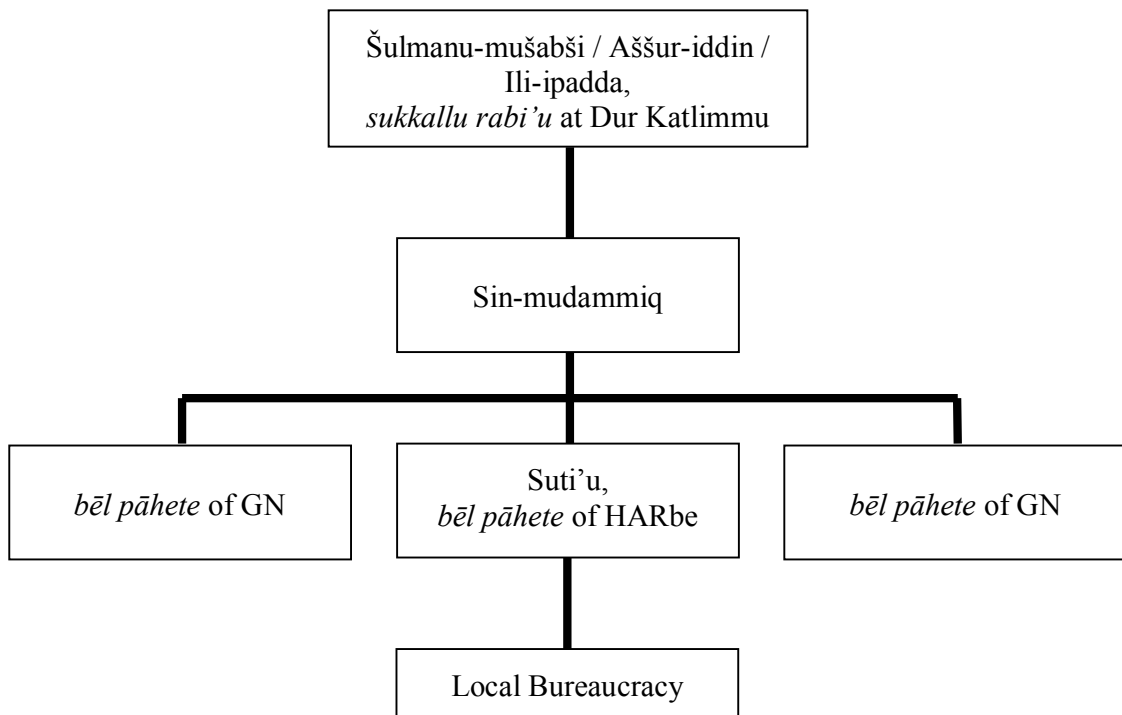 Šulmanu-mušabši / Aššur-iddin /
Ili-ipadda,
sukkallu rabi’u at Dur Katlimmu
Sin-mudammiq
bēl pāhete of GN
Suti’u,
bēl pāhete of HARbe
bēl pāhete of GN
Local Bureaucracy